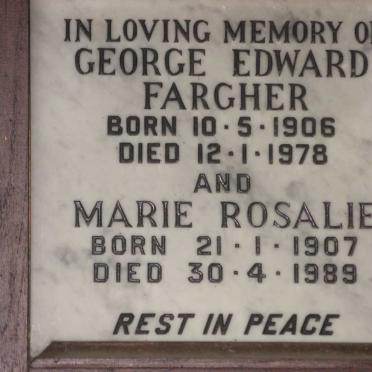 IN LOVING MEMORY OF
GEORGE EDWARD
FARGHER
BORN 10·5·1906
DIED 12·1·1978
AND
MARIE ROSALIE
BORN 21·1·1907
DIED 30·4·1989
REST IN PEACE